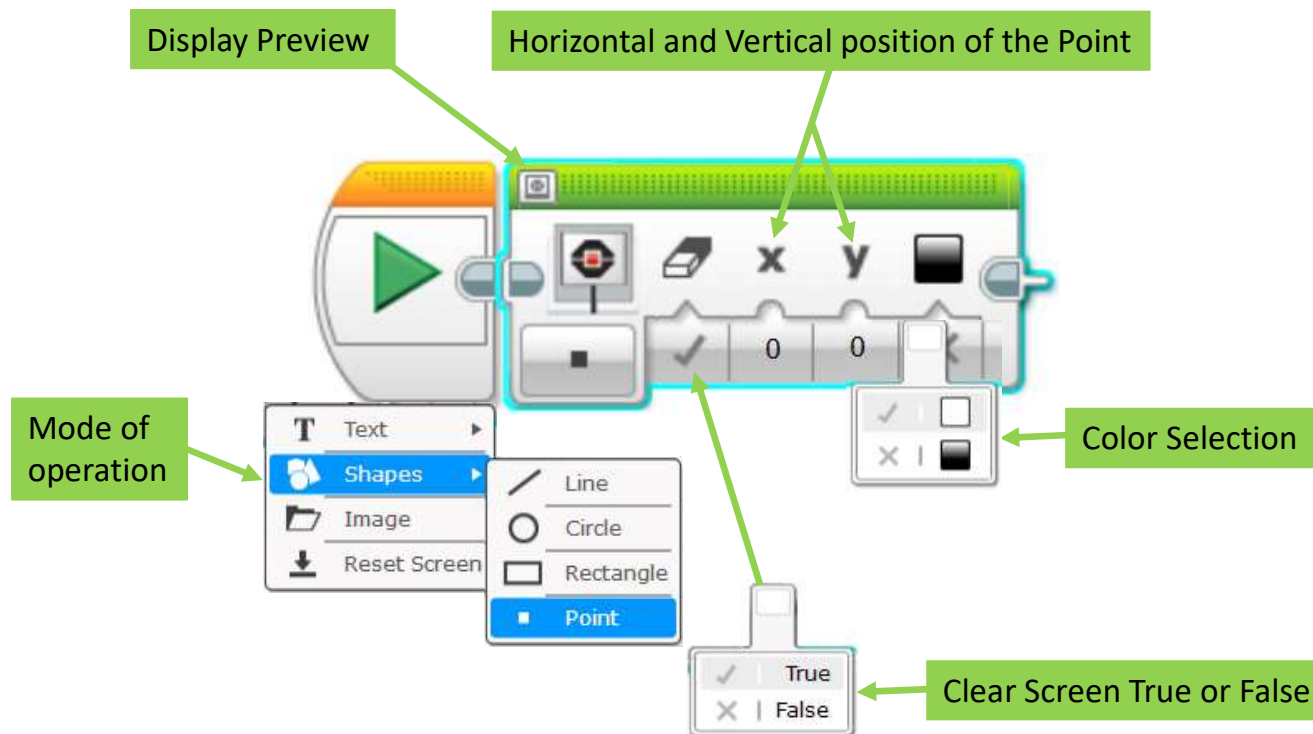 Display Preview
Horizontal and Vertical position of the Point
x y
0 0
Mode of
operation
T Text
Shapes
Image
Reset Screen
Line
Circle
Rectangle
Point
Color Selection
True
False
Clear Screen True or False